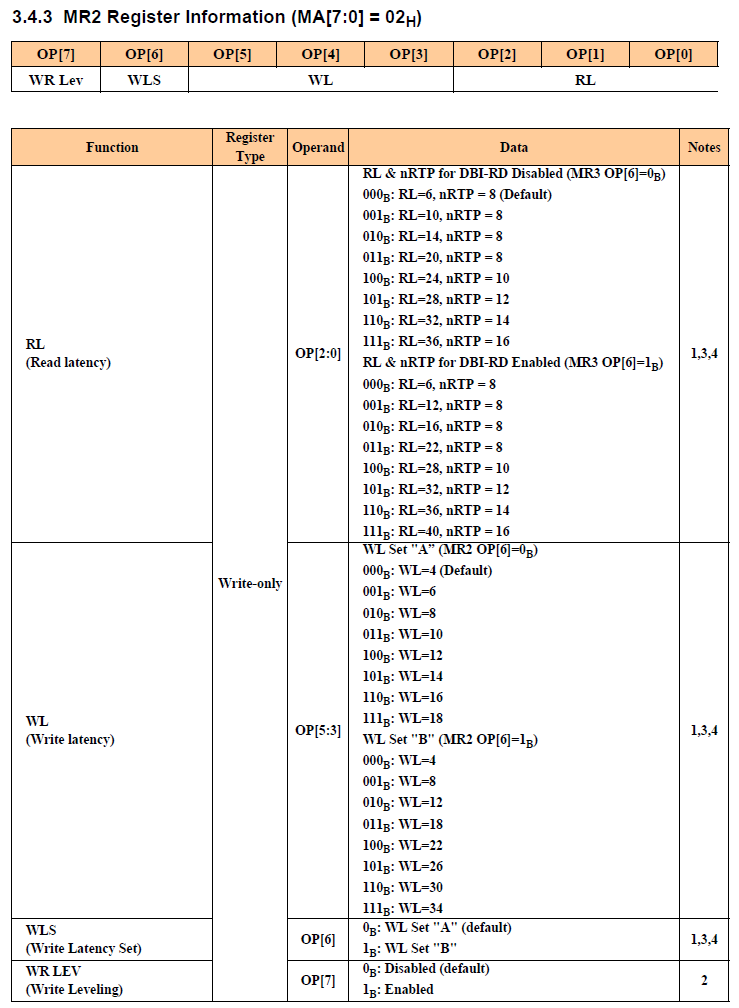 3.4.3 MR2 Register Information (MA[7:0] = 02H)
OP[7] OP[6] OP[5] OP[4] OP[3] OP[2] OP[1] OP[0]
WR Lev WLS WL RL
Function Register Type Operand Data Notes
RL
(Read latency)
Write-only
OP[2:0]
RL & nRTP for DBI-RD Disabled (MR3 OP[6]=0B)
000B: RL=6, nRTP = 8 (Default)
001B: RL=10, nRTP = 8
010B: RL=14, nRTP = 8
011B: RL=20, nRTP = 8
100B: RL=24, nRTP = 10
101B: RL=28, nRTP = 12
110B: RL=32, nRTP = 14
111B: RL=36, nRTP = 16
RL & nRTP for DBI-RD Enabled (MR3 OP[6]=1B)
000B: RL=6, nRTP = 8
001B: RL=12, nRTP = 8
010B: RL=16, nRTP = 8
011B: RL=22, nRTP = 8
100B: RL=28, nRTP = 10
101B: RL=32, nRTP = 12
110B: RL=36, nRTP = 14
111B: RL=40, nRTP = 16
1,3,4
WL
(Write latency)
OP[5:3]
WL Set "A" (MR2 OP[6]=0B)
000B: WL=4 (Default)
001B: WL=6
010B: WL=8
011B: WL=10
100B: WL=12
101B: WL=14
110B: WL=16
111B: WL=18
WL Set "B" (MR2 OP[6]=1B)
000B: WL=4
001B: WL=8
010B: WL=12
011B: WL=18
100B: WL=22
101B: WL=26
110B: WL=30
111B: WL=34
1,3,4
WLS
(Write Latency Set)
OP[6]
0B: WL Set "A" (default)
1B: WL Set "B"
1,3,4
WR LEV
(Write Leveling)
OP[7]
0B: Disabled (default)
1B: Enabled
2